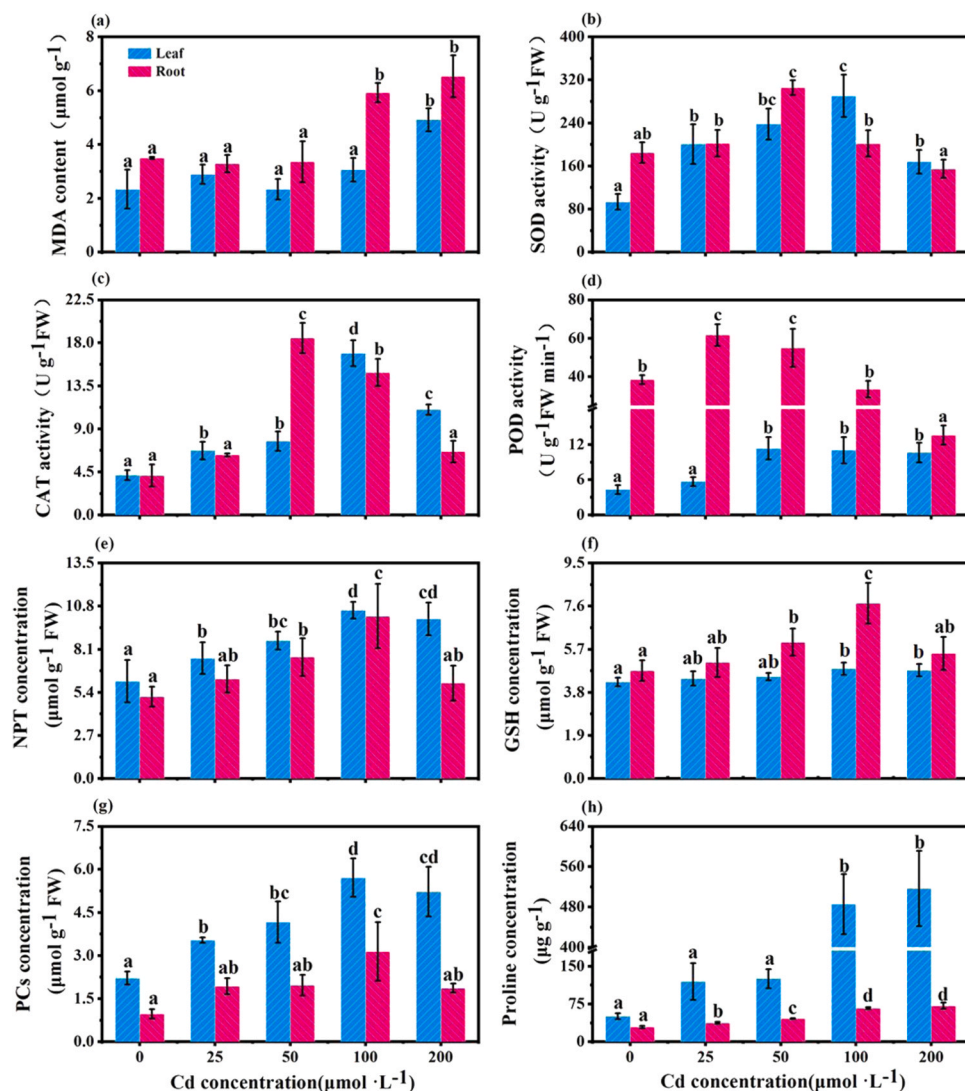 (a)
8
6
4
2
0
MDA content（μmol g-1）
Leaf
Root
a a a a a a a b b b
(b)
400
320
240
160
80
0
SOD activity（U g-1FW）
a ab b b bc c c b b a
(c)
22.5
18.0
13.5
9.0
4.5
0.0
CAT activity（U g-1FW）
a a b a b c d b c a
(d)
80
60
40
12
6
0
POD activity
（U g-1FW min-1）
a b a c b c b b b a
(e)
13.5
10.8
8.1
5.4
2.7
0.0
NPT concentration
(μmol g-1 FW)
a a b ab bc b d c cd ab
(f)
9.5
7.6
5.7
3.8
1.9
0.0
GSH concentration
(μmol g-1 FW)
a a ab ab ab b b c b ab
(g)
7.5
6.0
4.5
3.0
1.5
0.0
PCs concentration
(μmol g-1 FW)
a a b ab bc ab d c cd ab
0 25 50 100 200
Cd concentration(μmol ·L-1)
(h)
640
560
480
400
150
75
0
Proline concentration
(μg g-1)
a a a b a c b d b d
0 25 50 100 200
Cd concentration(μmol ·L-1)